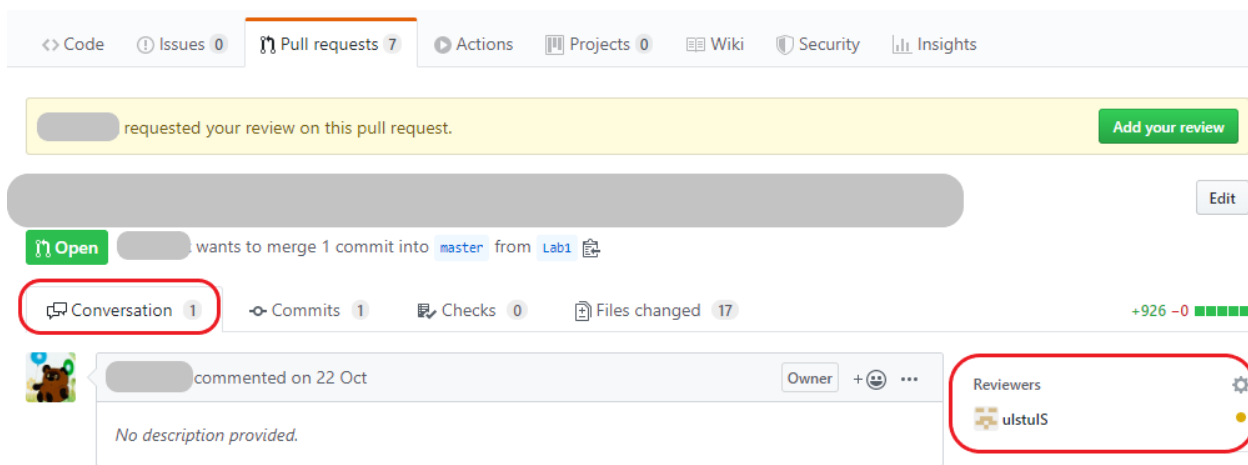 Code Issues 0 Pull requests 7 Actions Projects 0 Wiki Security Insights
requested your review on this pull request. Add your review
Edit
Open wants to merge 1 commit into master from Lab1
Conversation 1 Commits 1 Checks 0 Files changed 17 +926 −0
commented on 22 Oct Owner
Reviewers
ulstulS
No description provided.